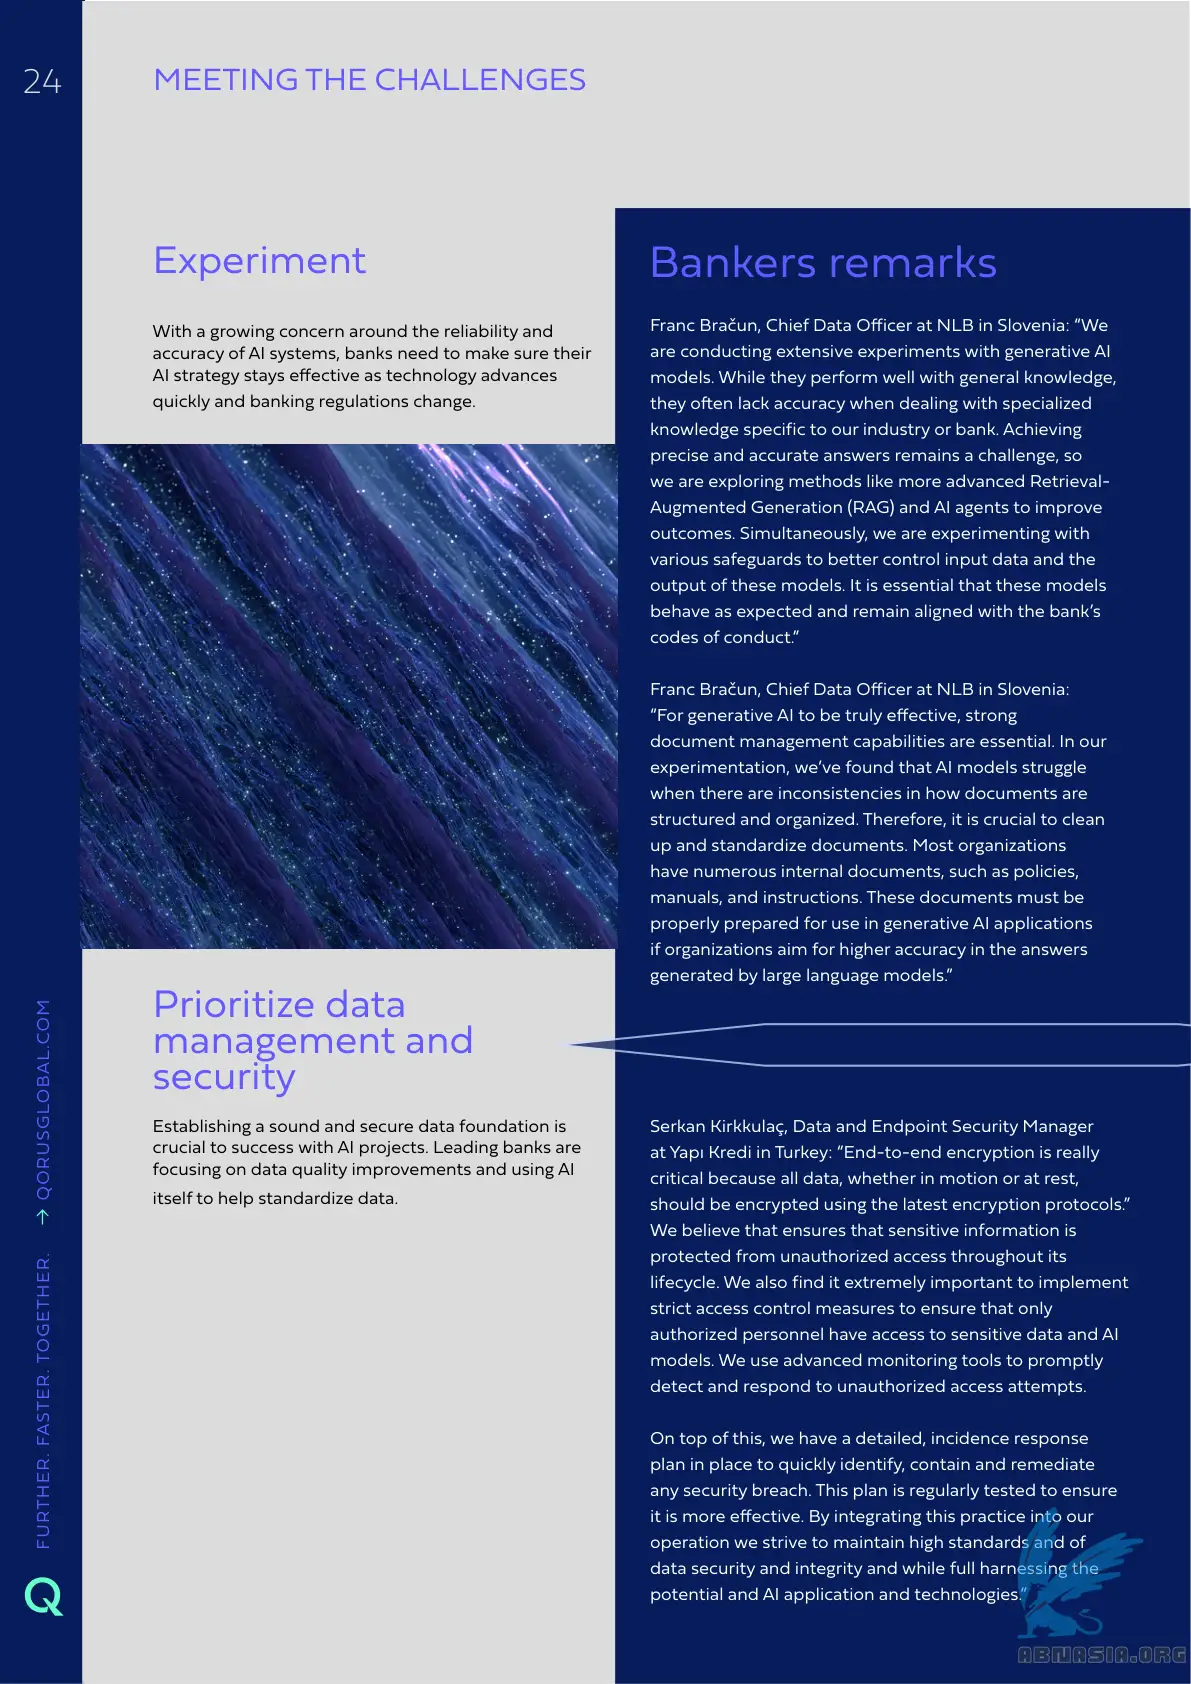 24
MEETING THE CHALLENGES
Experiment
With a growing concern around the reliability and
accuracy of AI systems, banks need to make sure their
AI strategy stays effective as technology advances
quickly and banking regulations change.
Prioritize data
management and
security
Establishing a sound and secure data foundation is
crucial to success with AI projects. Leading banks are
focusing on data quality improvements and using AI
itself to help standardize data.
Bankers remarks
Franc Bračun, Chief Data Officer at NLB in Slovenia: “We
are conducting extensive experiments with generative AI
models. While they perform well with general knowledge,
they often lack accuracy when dealing with specialized
knowledge specific to our industry or bank. Achieving
precise and accurate answers remains a challenge, so
we are exploring methods like more advanced Retrieval-
Augmented Generation (RAG) and AI agents to improve
outcomes. Simultaneously, we are experimenting with
various safeguards to better control input data and the
output of these models. It is essential that these models
behave as expected and remain aligned with the bank’s
codes of conduct.”
Franc Bračun, Chief Data Officer at NLB in Slovenia:
“For generative AI to be truly effective, strong
document management capabilities are essential. In our
experimentation, we’ve found that AI models struggle
when there are inconsistencies in how documents are
structured and organized. Therefore, it is crucial to clean
up and standardize documents. Most organizations
have numerous internal documents, such as policies,
manuals, and instructions. These documents must be
properly prepared for use in generative AI applications
if organizations aim for higher accuracy in the answers
generated by large language models.”
Serkan Kirkkulaç, Data and Endpoint Security Manager
at Yapı Kredi in Turkey: “End-to-end encryption is really
critical because all data, whether in motion or at rest,
should be encrypted using the latest encryption protocols.”
We believe that ensures that sensitive information is
protected from unauthorized access throughout its
lifecycle. We also find it extremely important to implement
strict access control measures to ensure that only
authorized personnel have access to sensitive data and AI
models. We use advanced monitoring tools to promptly
detect and respond to unauthorized access attempts.
On top of this, we have a detailed, incidence response
plan in place to quickly identify, contain and remediate
any security breach. This plan is regularly tested to ensure
it is more effective. By integrating this practice into our
operation we strive to maintain high standards and of
data security and integrity and while full harnessing the
potential and AI application and technologies.”
FURTHER. FASTER. TOGETHER. → QORUSGLOBAL.COM
Q
ABNASIA.ORG